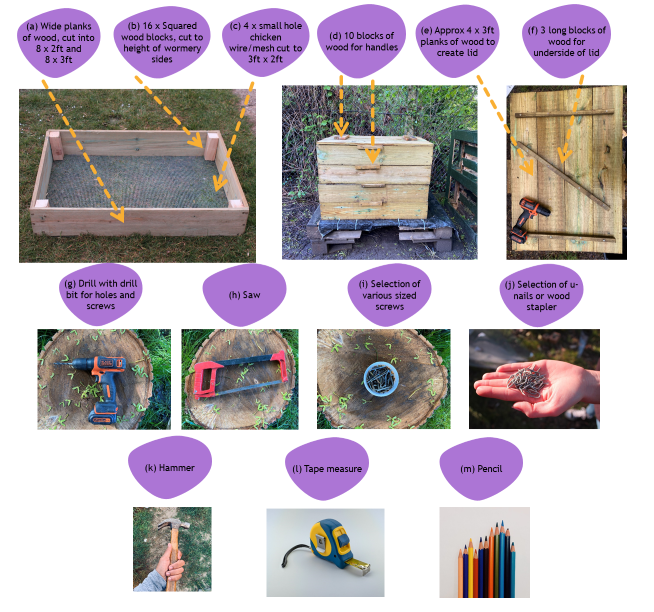 (a) Wide planks
of wood, cut into
8 x 2ft and
8 x 3ft
(b) 16 x Squared
wood blocks, cut to
height of wormery
sides
(c) 4 x small hole
chicken
wire/mesh cut to
3ft x 2ft
(d) 10 blocks of
wood for handles
(e) Approx 4 x 3ft
planks of wood to
create lid
(f) 3 long blocks of
wood for
underside of lid
(g) Drill with drill
bit for holes and
screws
(h) Saw
(i) Selection of
various sized
screws
(j) Selection of u-
nails or wood
stapler
(k) Hammer
(l) Tape measure
(m) Pencil